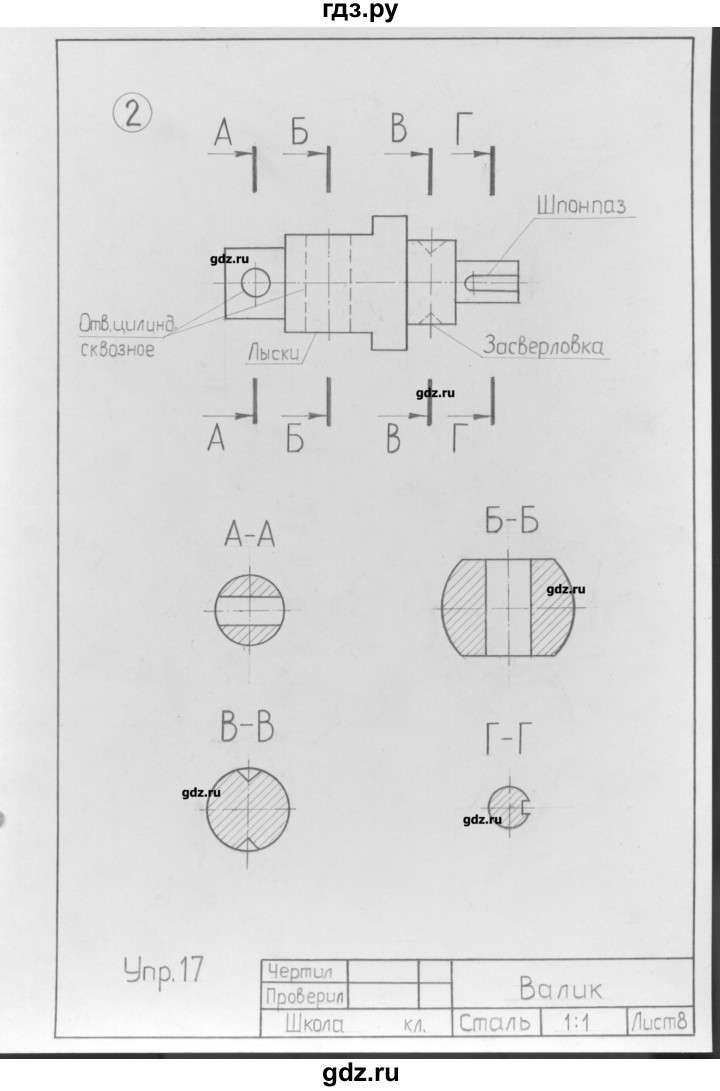 гдз.ру
2
А Б В Г
Шпонпаз
gdz.ru
Отв.цилинд.
сквозное
Лыски
Засверловка
gdz.ru
А Б В Г
А-А
Б-Б
gdz.ru
В-В
Г-Г
gdz.ru
gdz.ru
Упр.17
Чертил
Проверил
Валик
Школа кл.
Сталь 1:1 Лист8
gdz.ru